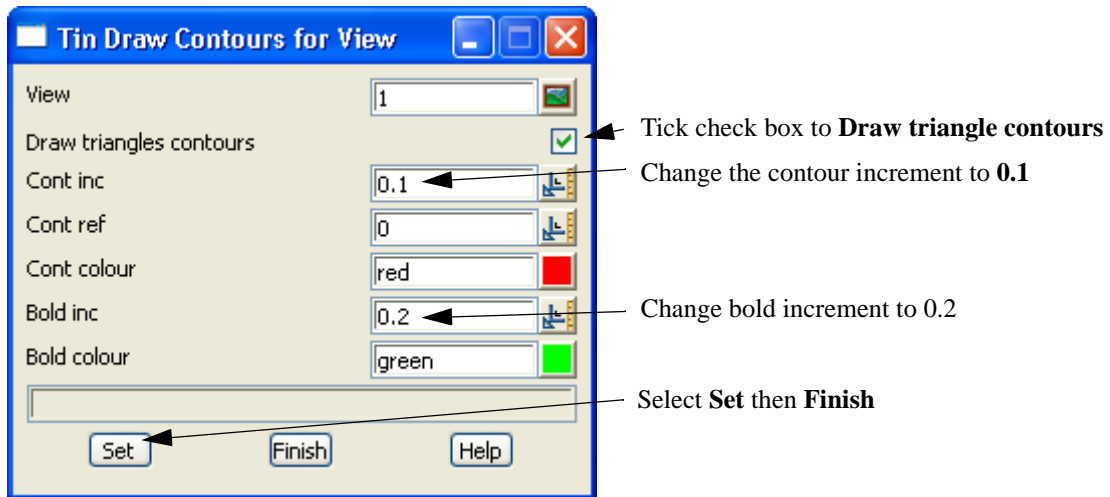 Tin Draw Contours for View
View 1
Draw triangles contours
Tick check box to Draw triangle contours
Cont inc 0.1
Change the contour increment to 0.1
Cont ref 0
Cont colour red
Bold inc 0.2
Change bold increment to 0.2
Bold colour green
Select Set then Finish
Set Finish Help